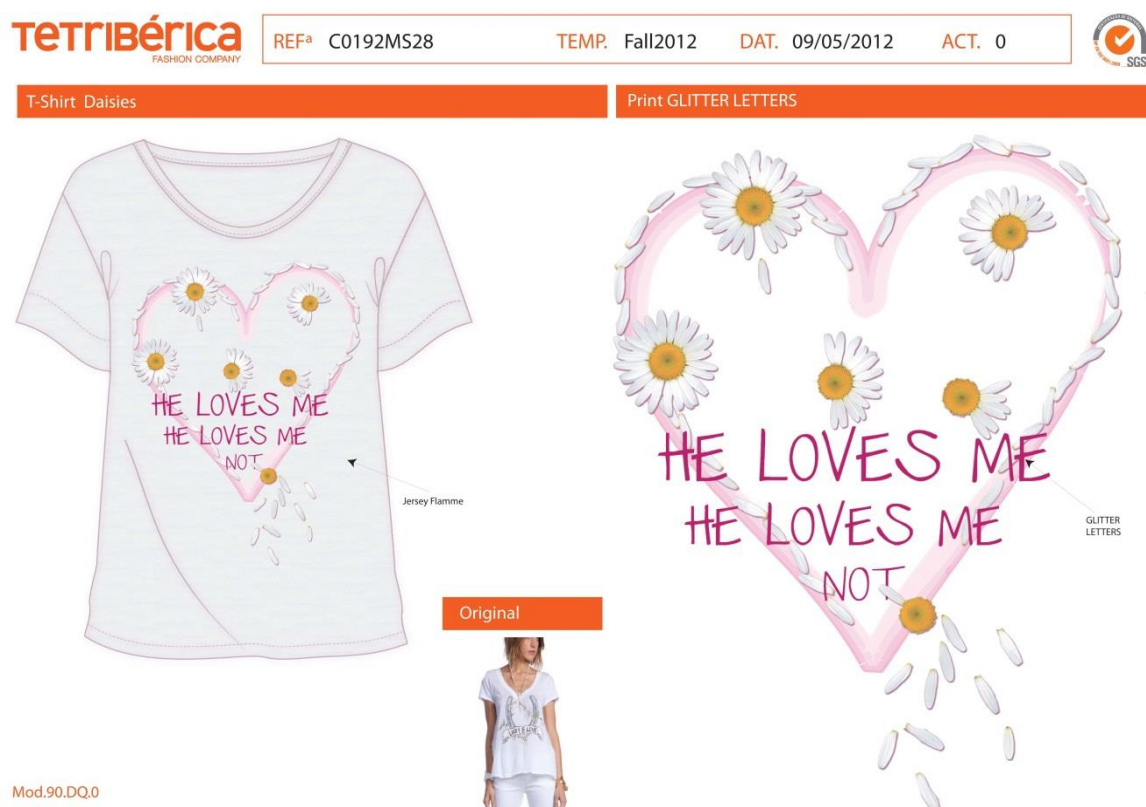 TETRIBÉRICA
FASHION COMPANY
REFª C0192MS28 TEMP. Fall2012 DAT. 09/05/2012 ACT. 0
SGS
T-Shirt Daisies
Print GLITTER LETTERS
HE LOVES ME
HE LOVES ME
NOT
Jersey Flamme
HE LOVES ME
HE LOVES ME
NOT
GLITTER
LETTERS
Original
Mod.90.DQ.0